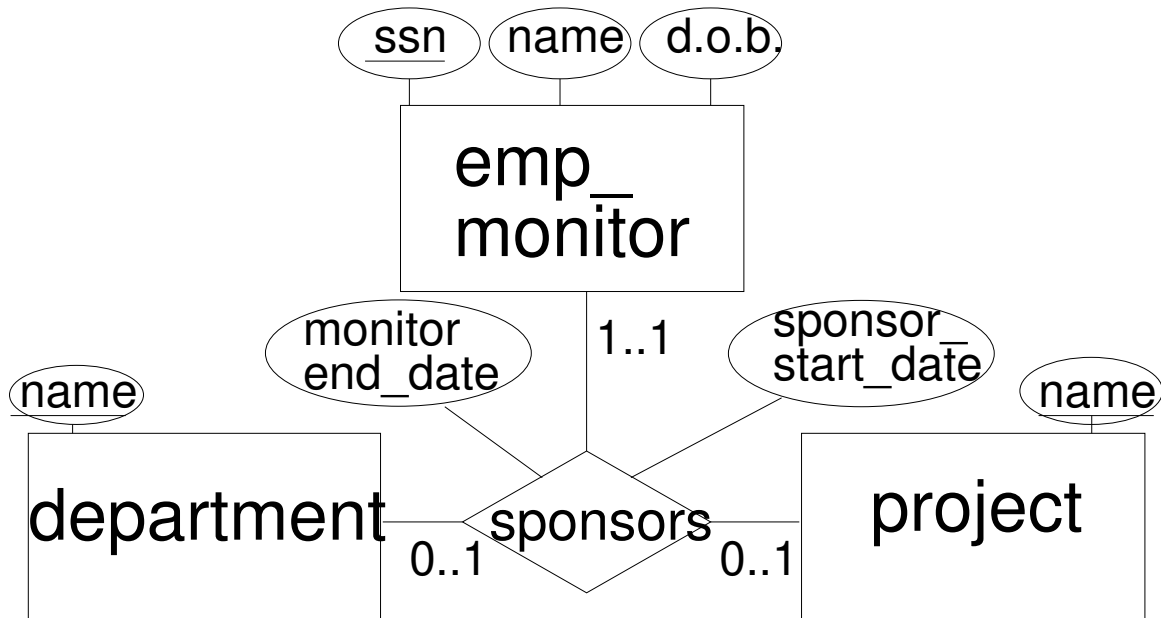 ssn
name
d.o.b.
emp_
monitor
monitor
end_date
1..1
sponsor_
start_date
name
name
department
sponsors
project
0..1
0..1